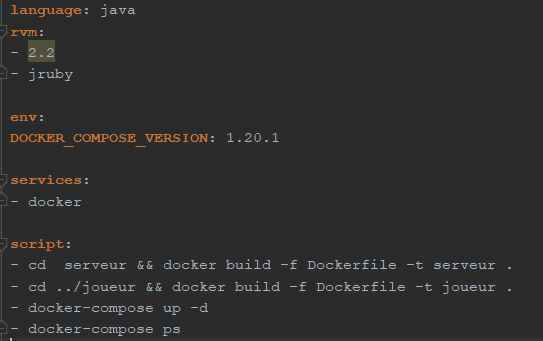 language: java
rvm:
- 2.2
- jruby
env:
DOCKER_COMPOSE_VERSION: 1.20.1
services:
- docker
script:
- cd  serveur && docker build -f Dockerfile -t serveur .
- cd ../joueur && docker build -f Dockerfile -t joueur .
- docker-compose up -d
- docker-compose ps